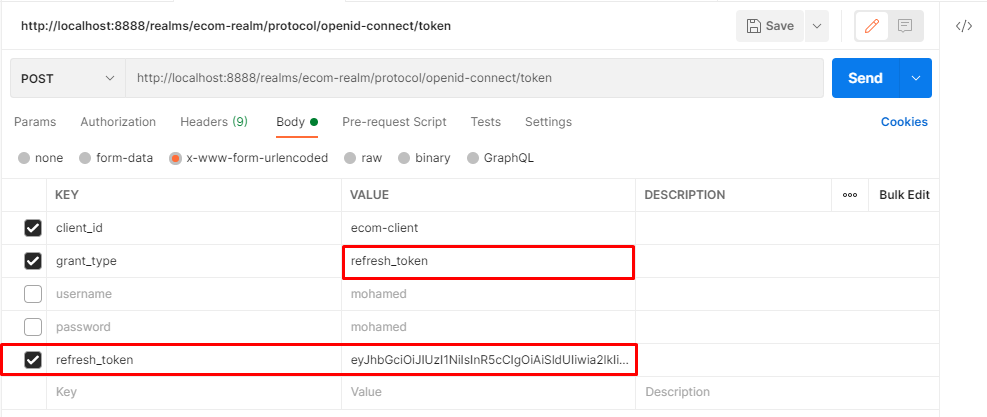 http://localhost:8888/realms/ecom-realm/protocol/openid-connect/token
Save
</>
POST
http://localhost:8888/realms/ecom-realm/protocol/openid-connect/token
Send
Params Authorization Headers (9) Body Pre-request Script Tests Settings Cookies
none form-data x-www-form-urlencoded raw binary GraphQL
KEY VALUE DESCRIPTION ooo Bulk Edit
client_id ecom-client
grant_type refresh_token
username mohamed
password mohamed
refresh_token eyJhbGciOiJIUzI1NiIsInR5cCIgOiAiSldUIiwia2lkIi...
Key Value Description